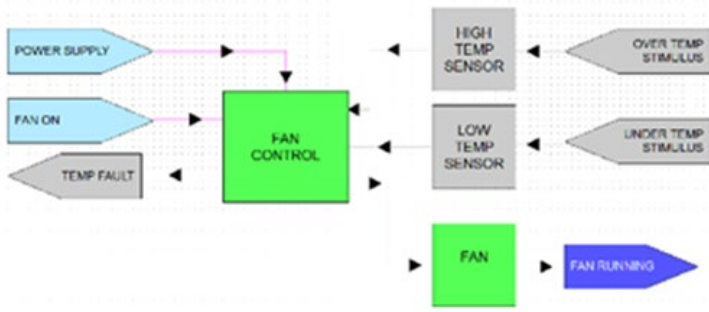 POWER SUPPLY
FAN ON
TEMP FAULT
FAN
CONTROL
HIGH
TEMP
SENSOR
OVER TEMP
STIMULUS
LOW
TEMP
SENSOR
UNDER TEMP
STIMULUS
FAN
FAN RUNNING